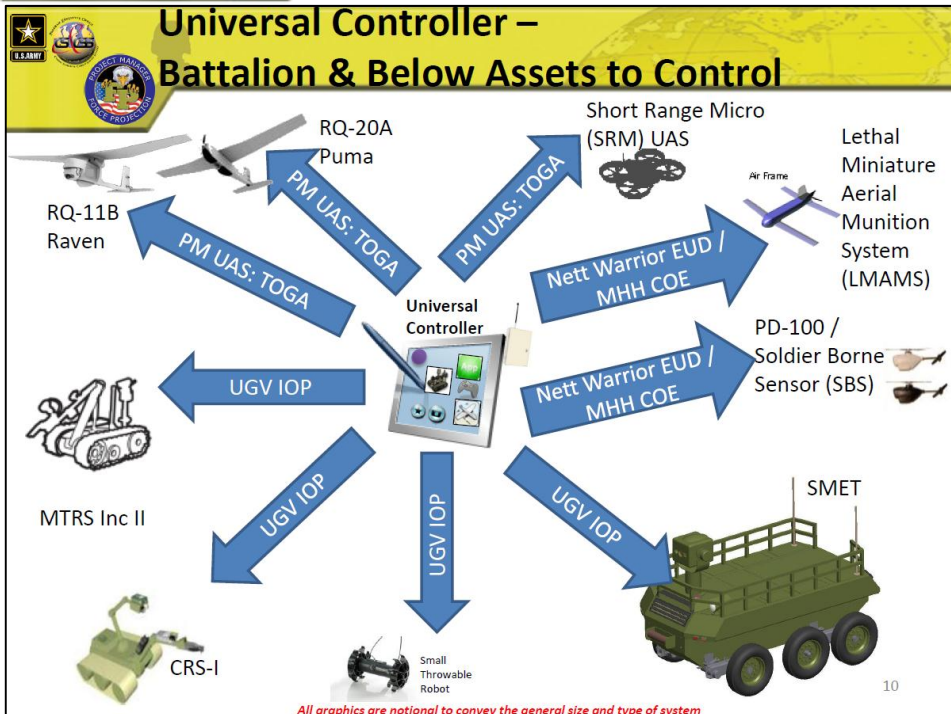 Universal Controller –
Battalion & Below Assets to Control
U.S.ARMY
PROJECT MANAGER
FORCE PROJECTION
RQ-20A
Puma
RQ-11B
Raven
PM UAS: TOGA
PM UAS: TOGA
PM UAS: TOGA
Short Range Micro
(SRM) UAS
Air Frame
Lethal
Miniature
Aerial
Munition
System
(LMAMS)
Nett Warrior EUD /
MHH COE
Universal
Controller
PD-100 /
Soldier Borne
Sensor (SBS)
Nett Warrior EUD /
MHH COE
UGV IOP
MTRS Inc II
UGV IOP
UGV IOP
UGV IOP
SMET
CRS-I
Small
Throwable
Robot
10
All graphics are notional to convey the general size and type of system